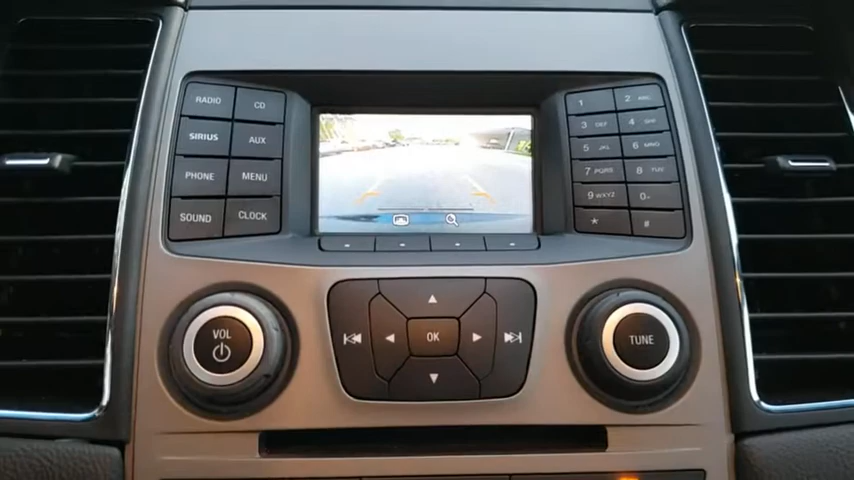 RADIO CD
SIRIUS AUX
PHONE MENU
SOUND CLOCK
1 2 ABC
3 DEF 4 GHI
5 JKL 6 MNO
7 PQRS 8 TUV
9 WXYZ 0
* #
VOL
OK
TUNE